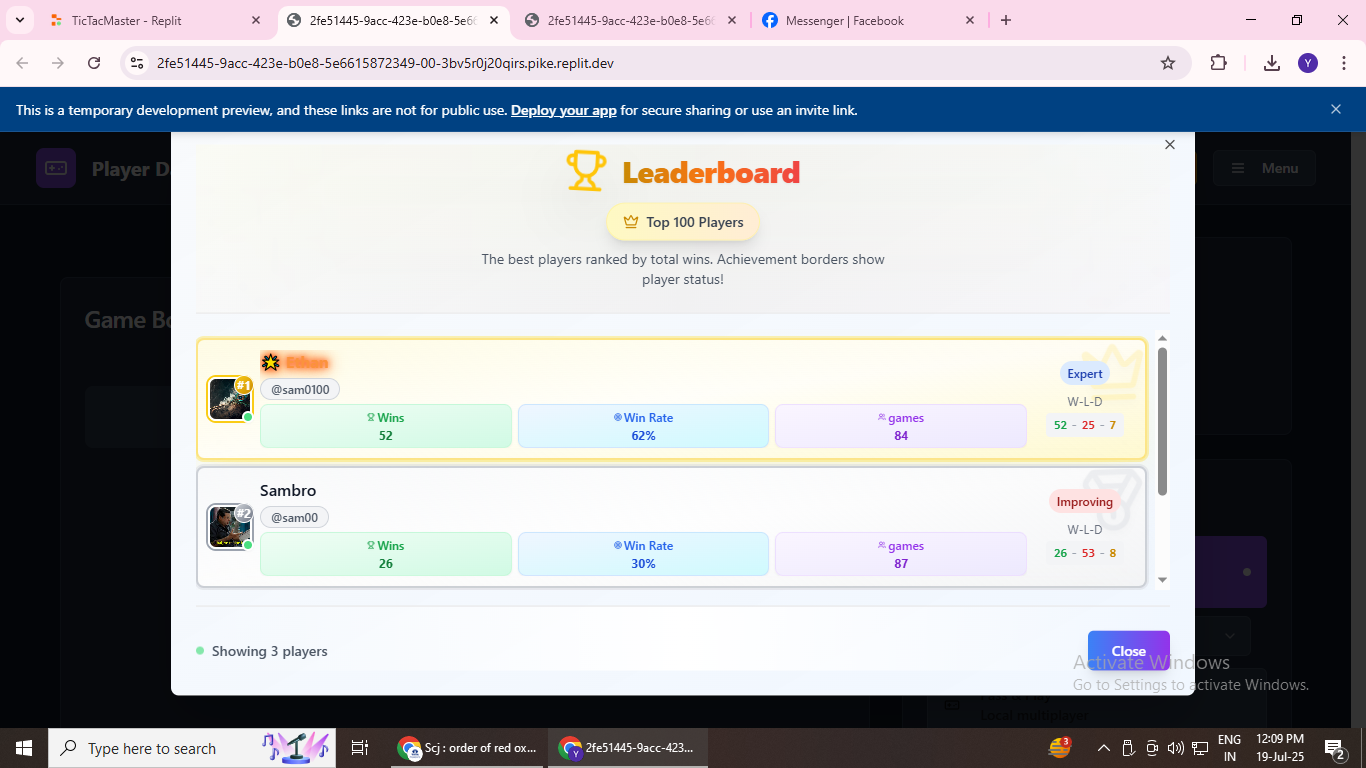 TicTacMaster - Replit
2fe51445-9acc-423e-b0e8-5e66
2fe51445-9acc-423e-b0e8-5e66
Messenger | Facebook
2fe51445-9acc-423e-b0e8-5e6615872349-00-3bv5r0j20qirs.pike.replit.dev
Y
This is a temporary development preview, and these links are not for public use. Deploy your app for secure sharing or use an invite link.
Player D
Menu
Leaderboard
Top 100 Players
The best players ranked by total wins. Achievement borders show
player status!
Game Bo
#1
Ethan
@sam0100
Wins
52
Win Rate
62%
games
84
Expert
W-L-D
52 - 25 - 7
#2
Sambro
@sam00
Wins
26
Win Rate
30%
games
87
Improving
W-L-D
26 - 53 - 8
Showing 3 players
Close
Activate Windows
Go to Settings to activate Windows.
Local multiplayer
Type here to search
Scj : order of red ox...
2fe51445-9acc-423...
3
ENG
IN
12:09 PM
19-Jul-25
2